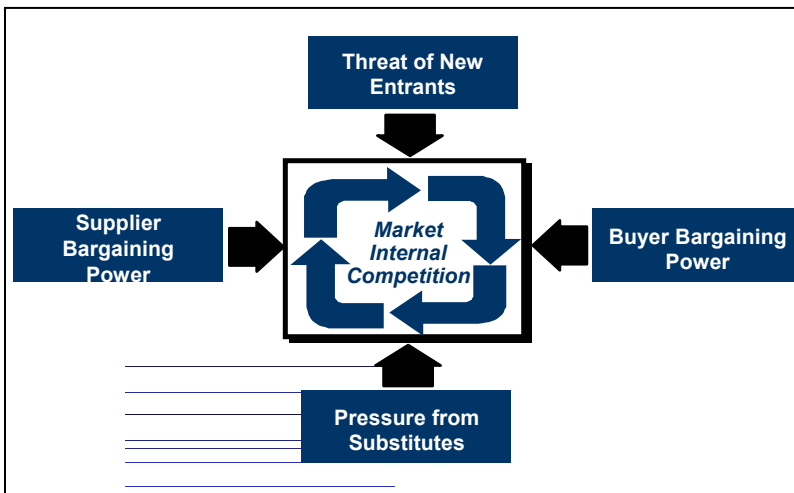 Threat of New
Entrants
Supplier
Bargaining
Power
Market
Internal
Competition
Buyer Bargaining
Power
Pressure from
Substitutes